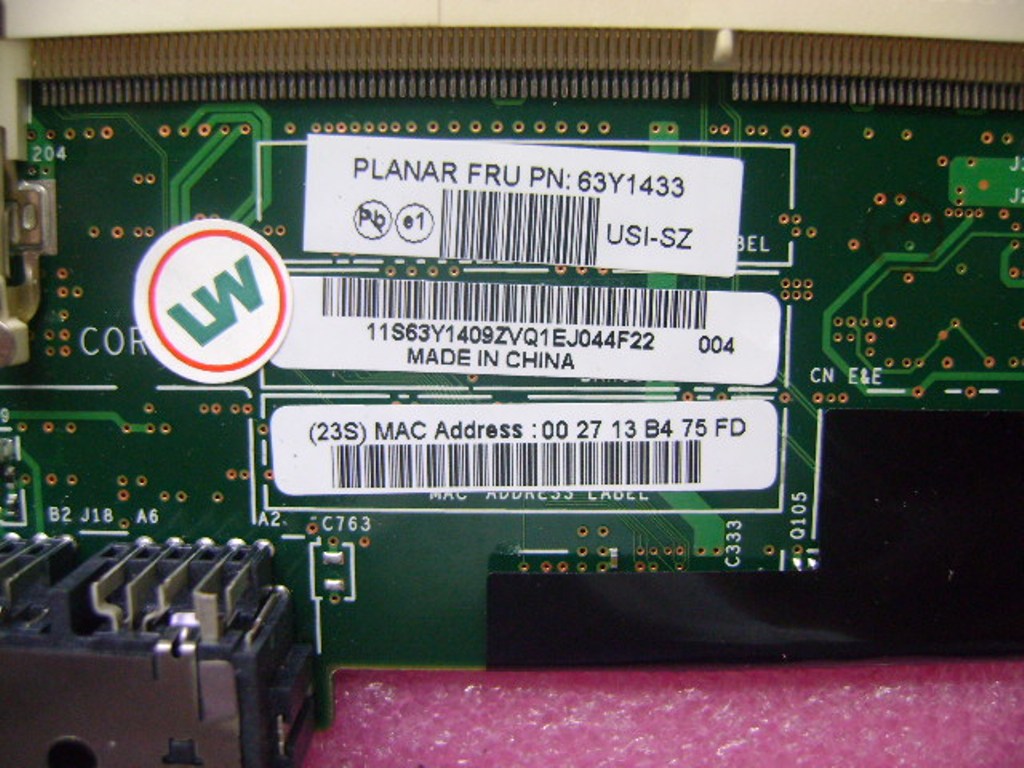 204
PLANAR FRU PN: 63Y1433
Pb e1 USI-SZ
BEL
LW
COR
11S63Y1409ZVQ1EJ044F22 004
MADE IN CHINA
CN E&E
(23S) MAC Address : 00 27 13 B4 75 FD
MAC ADDRESS LABEL
B2 J18 A6
A2
C763
C333
Q105